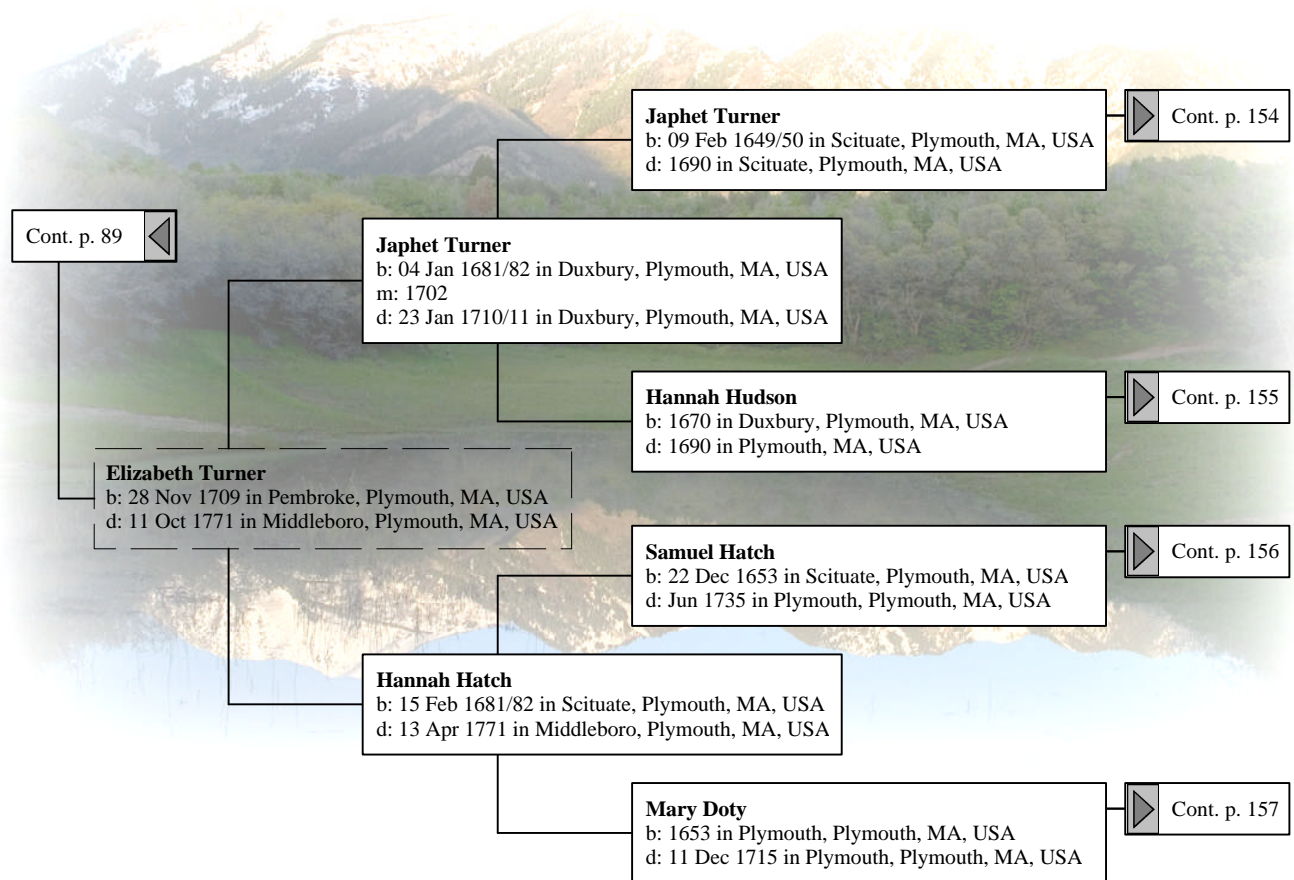 Japhet Turner
b: 09 Feb 1649/50 in Scituate, Plymouth, MA, USA
d: 1690 in Scituate, Plymouth, MA, USA
Cont. p. 154
Cont. p. 89
Japhet Turner
b: 04 Jan 1681/82 in Duxbury, Plymouth, MA, USA
m: 1702
d: 23 Jan 1710/11 in Duxbury, Plymouth, MA, USA
Hannah Hudson
b: 1670 in Duxbury, Plymouth, MA, USA
d: 1690 in Plymouth, MA, USA
Cont. p. 155
Elizabeth Turner
b: 28 Nov 1709 in Pembroke, Plymouth, MA, USA
d: 11 Oct 1771 in Middleboro, Plymouth, MA, USA
Samuel Hatch
b: 22 Dec 1653 in Scituate, Plymouth, MA, USA
d: Jun 1735 in Plymouth, Plymouth, MA, USA
Cont. p. 156
Hannah Hatch
b: 15 Feb 1681/82 in Scituate, Plymouth, MA, USA
d: 13 Apr 1771 in Middleboro, Plymouth, MA, USA
Mary Doty
b: 1653 in Plymouth, Plymouth, MA, USA
d: 11 Dec 1715 in Plymouth, Plymouth, MA, USA
Cont. p. 157